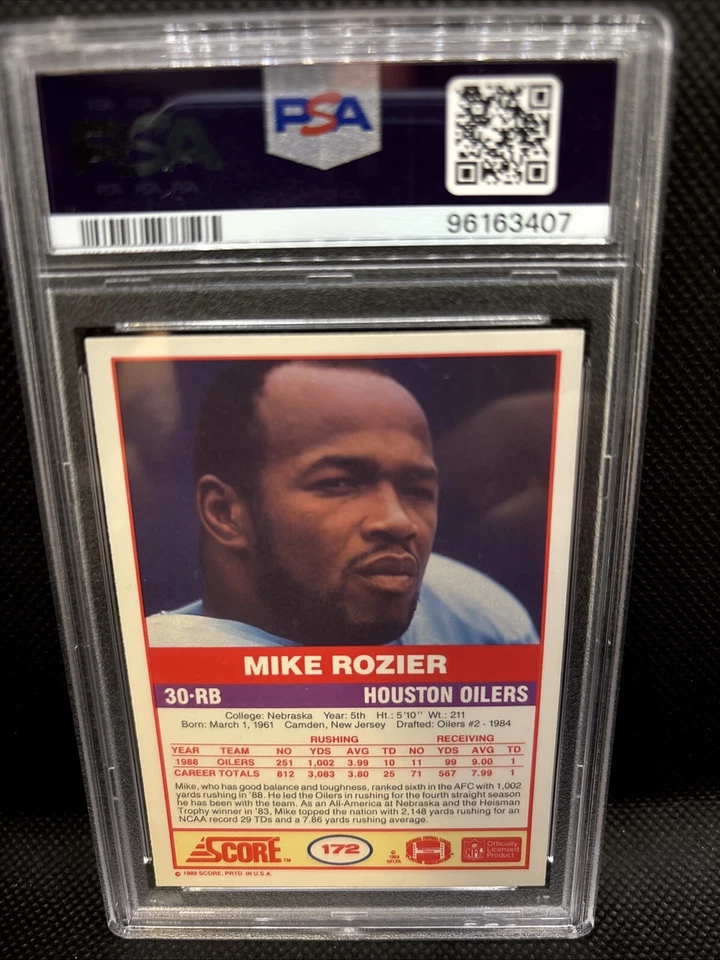 PSA
PSA
96163407
MIKE ROZIER
30·RB HOUSTON OILERS
College: Nebraska Year: 5th Ht.: 5'10" Wt.: 211
Born: March 1, 1961 Camden, New Jersey Drafted: Oilers #2 - 1984
RUSHING RECEIVING
YEAR TEAM NO YDS AVG TD NO YDS AVG TD
1988 OILERS 251 1,002 3.99 10 11 99 9.00 1
CAREER TOTALS 812 3,083 3.80 25 71 567 7.99 1
Mike, who has good balance and toughness, ranked sixth in the AFC with 1,002
yards rushing in '88. He led the Oilers in rushing for the fourth straight season
he has been with the team. As an All-America at Nebraska and the Heisman
Trophy winner in '83, Mike topped the nation with 2,148 yards rushing for an
NCAA record 29 TDs and a 7.86 yards rushing average.
SCORE™ 172 © 1989 NFLPA NFL Officially Licensed Product
© 1989 SCORE, PRTD. IN U.S.A.